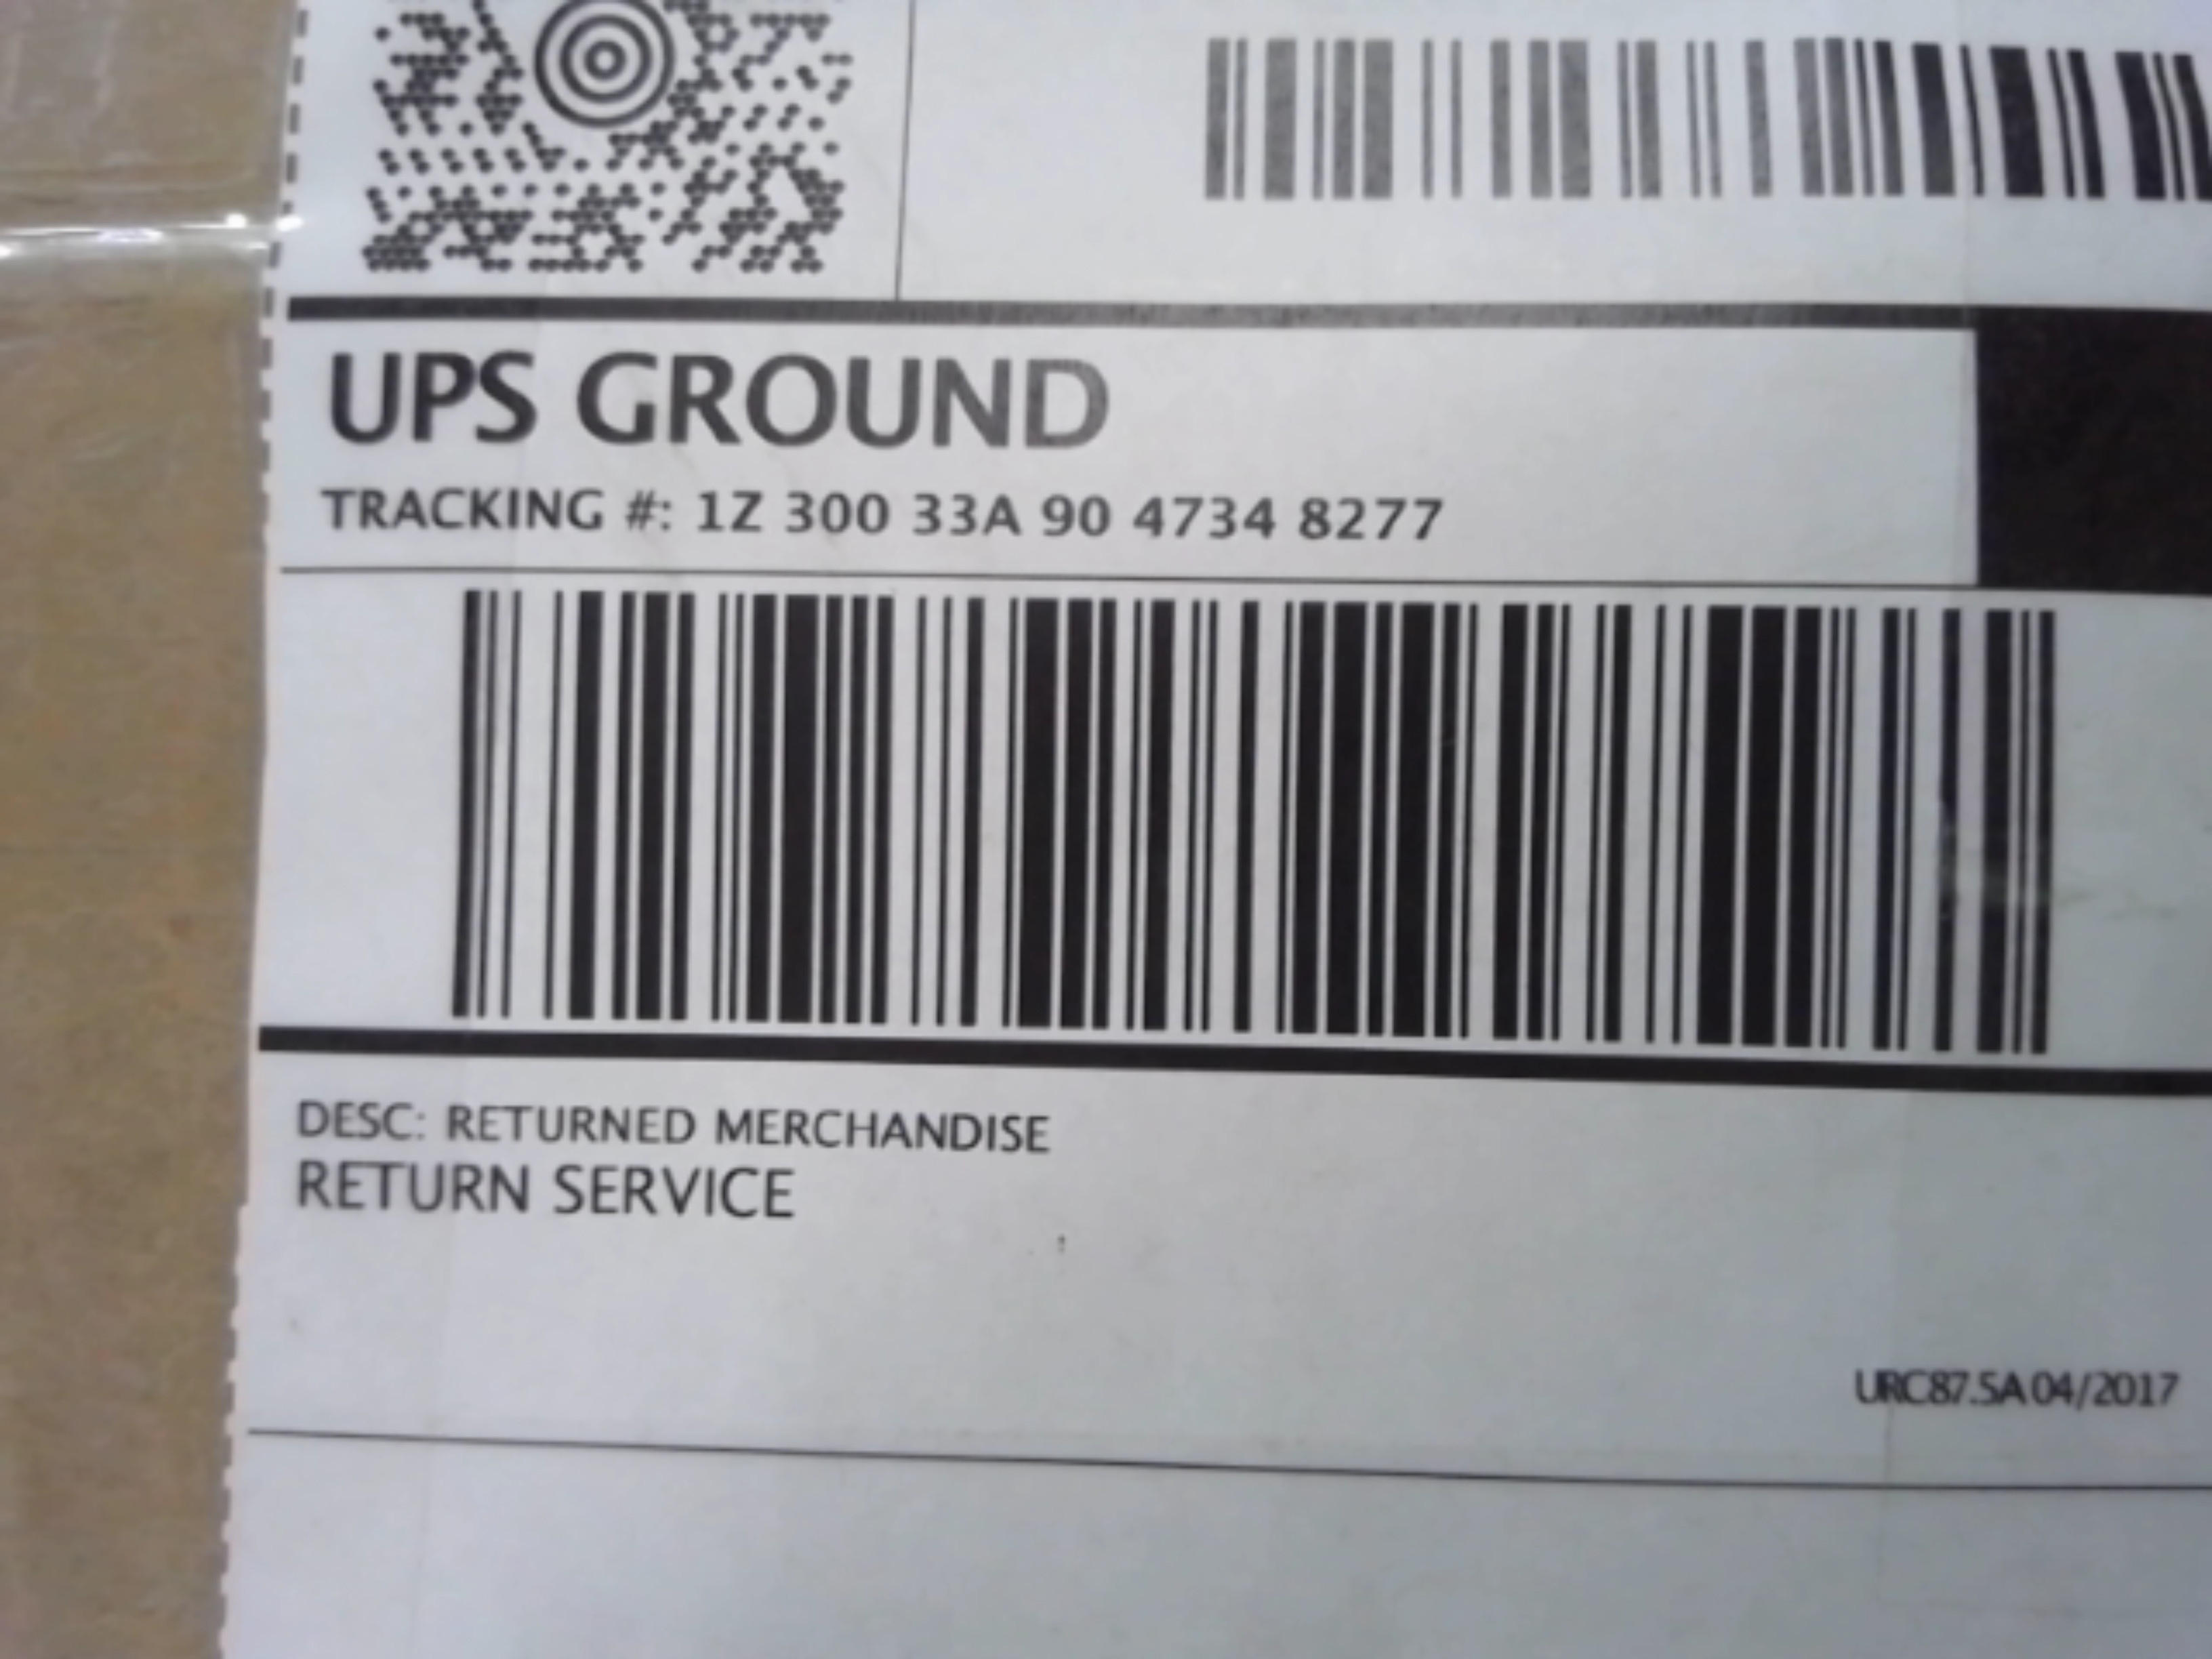 UPS GROUND
TRACKING #: 1Z 300 33A 90 4734 8277
DESC: RETURNED MERCHANDISE
RETURN SERVICE
URC87.5A 04/2017